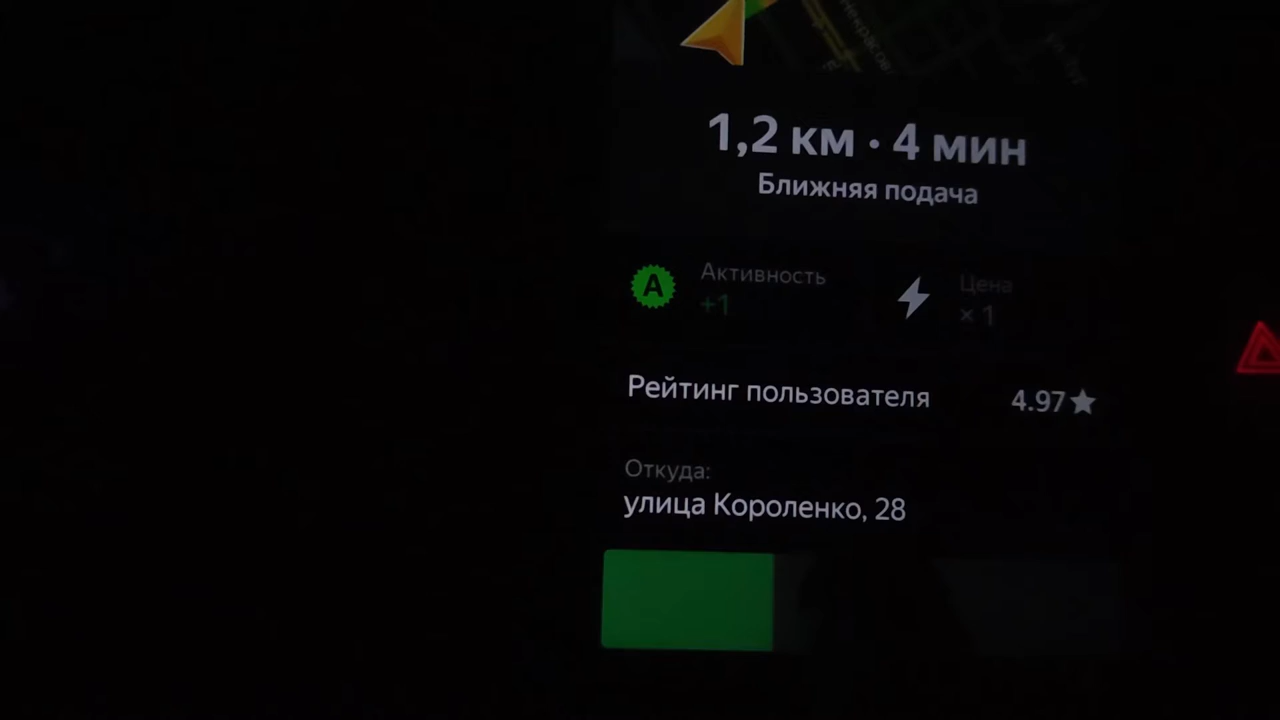 1,2 км · 4 мин
Ближняя подача
А
Активность
+1
Цена
× 1
Рейтинг пользователя
4.97★
Откуда:
улица Короленко, 28